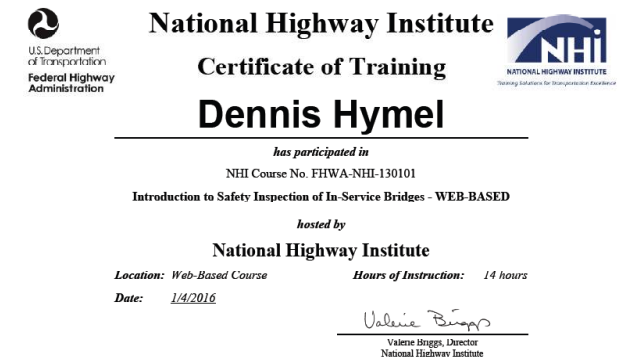 National Highway Institute
Certificate of Training
U.S. Department
of Transportation
Federal Highway
Administration
NHI
NATIONAL HIGHWAY INSTITUTE
Training Solutions for Transportation Excellence
Dennis Hymel
has participated in
NHI Course No. FHWA-NHI-130101
Introduction to Safety Inspection of In-Service Bridges - WEB-BASED
hosted by
National Highway Institute
Location: Web-Based Course Hours of Instruction: 14 hours
Date: 1/4/2016
Valerie Briggs
Valerie Briggs, Director
National Highway Institute